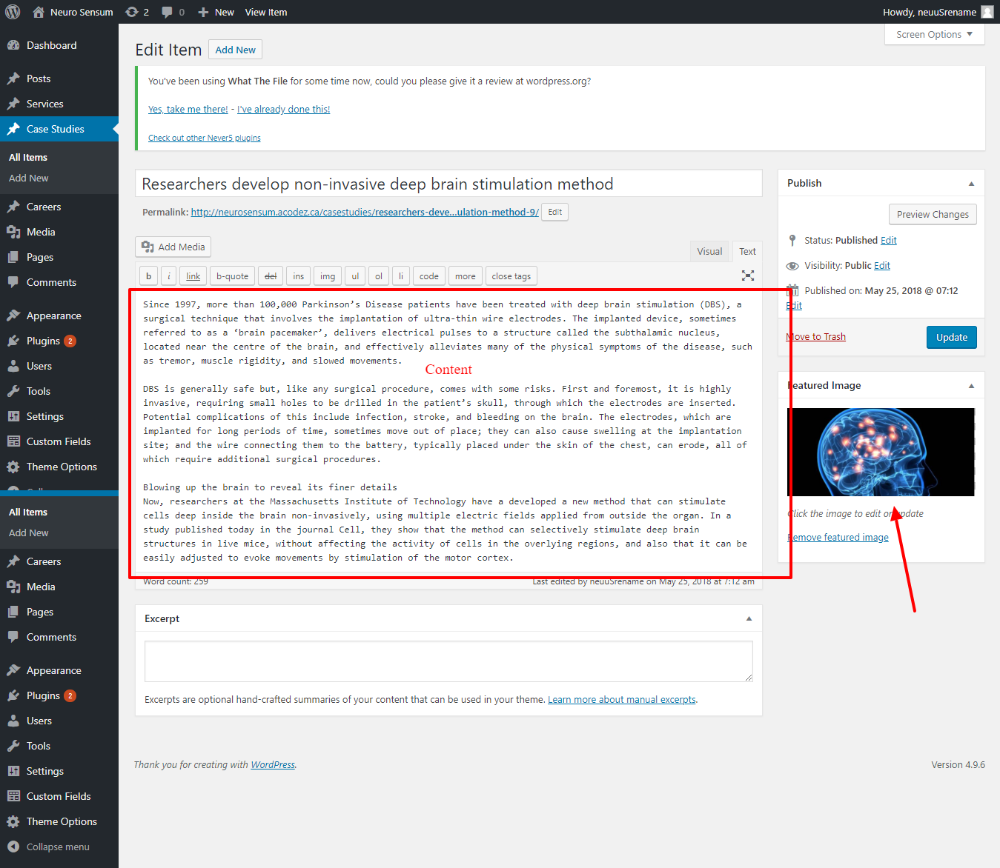 Neuro Sensum 2 0 New View Item Howdy, neuuSrename
Screen Options
Dashboard
Posts
Services
Case Studies
All Items
Add New
Careers
Media
Pages
Comments
Appearance
Plugins 2
Users
Tools
Settings
Custom Fields
Theme Options
All Items
Add New
Careers
Media
Pages
Comments
Appearance
Plugins 2
Users
Tools
Settings
Custom Fields
Theme Options
Collapse menu
Edit Item Add New
You've been using What The File for some time now, could you please give it a review at wordpress.org?
Yes, take me there! - I've already done this!
Check out other Never5 plugins
Researchers develop non-invasive deep brain stimulation method
Permalink: http://neurosensum.acodez.ca/casestudies/researchers-deve...ulation-method-9/ Edit
Add Media
Visual Text
b i link b-quote del ins img ul ol li code more close tags
Since 1997, more than 100,000 Parkinson’s Disease patients have been treated with deep brain stimulation (DBS), a
surgical technique that involves the implantation of ultra-thin wire electrodes. The implanted device, sometimes
referred to as a ‘brain pacemaker’, delivers electrical pulses to a structure called the subthalamic nucleus,
located near the centre of the brain, and effectively alleviates many of the physical symptoms of the disease, such
as tremor, muscle rigidity, and slowed movements.
Content
DBS is generally safe but, like any surgical procedure, comes with some risks. First and foremost, it is highly
invasive, requiring small holes to be drilled in the patient’s skull, through which the electrodes are inserted.
Potential complications of this include infection, stroke, and bleeding on the brain. The electrodes, which are
implanted for long periods of time, sometimes move out of place; they can also cause swelling at the implantation
site; and the wire connecting them to the battery, typically placed under the skin of the chest, can erode, all of
which require additional surgical procedures.
Blowing up the brain to reveal its finer details
Now, researchers at the Massachusetts Institute of Technology have a developed a new method that can stimulate
cells deep inside the brain non-invasively, using multiple electric fields applied from outside the organ. In a
study published today in the journal Cell, they show that the method can selectively stimulate deep brain
structures in live mice, without affecting the activity of cells in the overlying regions, and also that it can be
easily adjusted to evoke movements by stimulation of the motor cortex.
Word count: 259 Last edited by neuuSrename on May 25, 2018 at 7:12 am
Excerpt
Excerpts are optional hand-crafted summaries of your content that can be used in your theme. Learn more about manual excerpts.
Publish
Preview Changes
Status: Published Edit
Visibility: Public Edit
Published on: May 25, 2018 @ 07:12
Edit
Move to Trash Update
Featured Image
Click the image to edit or update
Remove featured image
Thank you for creating with WordPress. Version 4.9.6